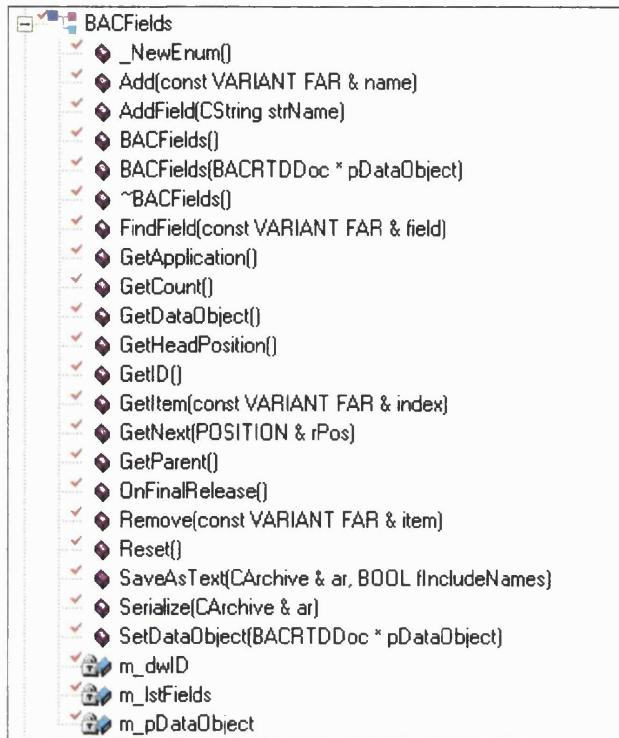 BACFields
_NewEnum()
Add(const VARIANT FAR & name)
AddField(CString strName)
BACFields()
BACFields(BACRTDDoc * pDataObject)
~BACFields()
FindField(const VARIANT FAR & field)
GetApplication()
GetCount()
GetDataObject()
GetHeadPosition()
GetID()
GetItem(const VARIANT FAR & index)
GetNext(POSITION & rPos)
GetParent()
OnFinalRelease()
Remove(const VARIANT FAR & item)
Reset()
SaveAsText(CArchive & ar, BOOL fIncludeNames)
Serialize(CArchive & ar)
SetDataObject(BACRTDDoc * pDataObject)
m_dwID
m_lstFields
m_pDataObject